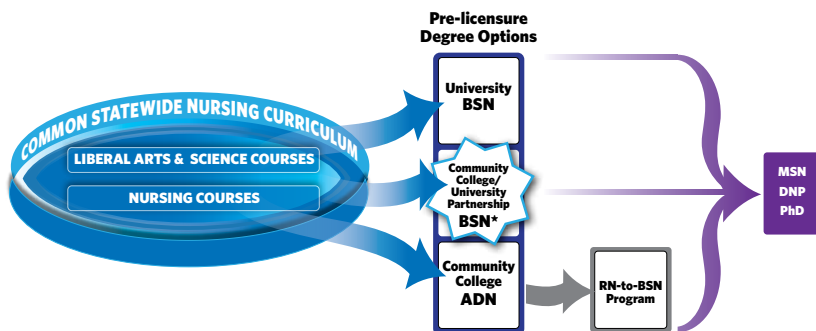 Pre-licensure
Degree Options
COMMON STATEWIDE NURSING CURRICULUM
LIBERAL ARTS & SCIENCE COURSES
NURSING COURSES
University
BSN
Community
College/
University
Partnership
BSN*
Community
College
ADN
RN-to-BSN
Program
MSN
DNP
PhD